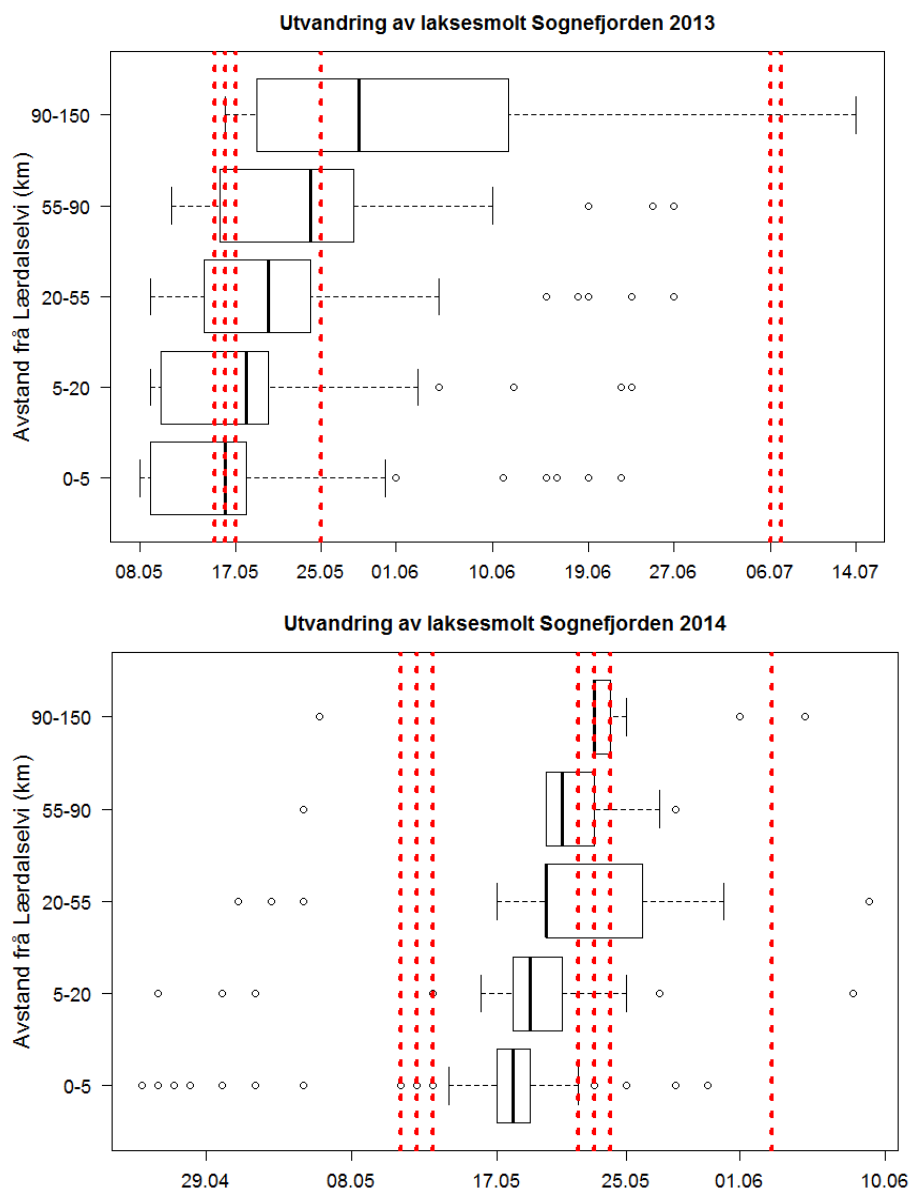 Utvandring av laksesmolt Sognefjorden 2013
Avstand frå Lærdalselvi (km)
90-150
55-90
20-55
5-20
0-5
08.05 17.05 25.05 01.06 10.06 19.06 27.06 06.07 14.07
Utvandring av laksesmolt Sognefjorden 2014
Avstand frå Lærdalselvi (km)
90-150
55-90
20-55
5-20
0-5
29.04 08.05 17.05 25.05 01.06 10.06